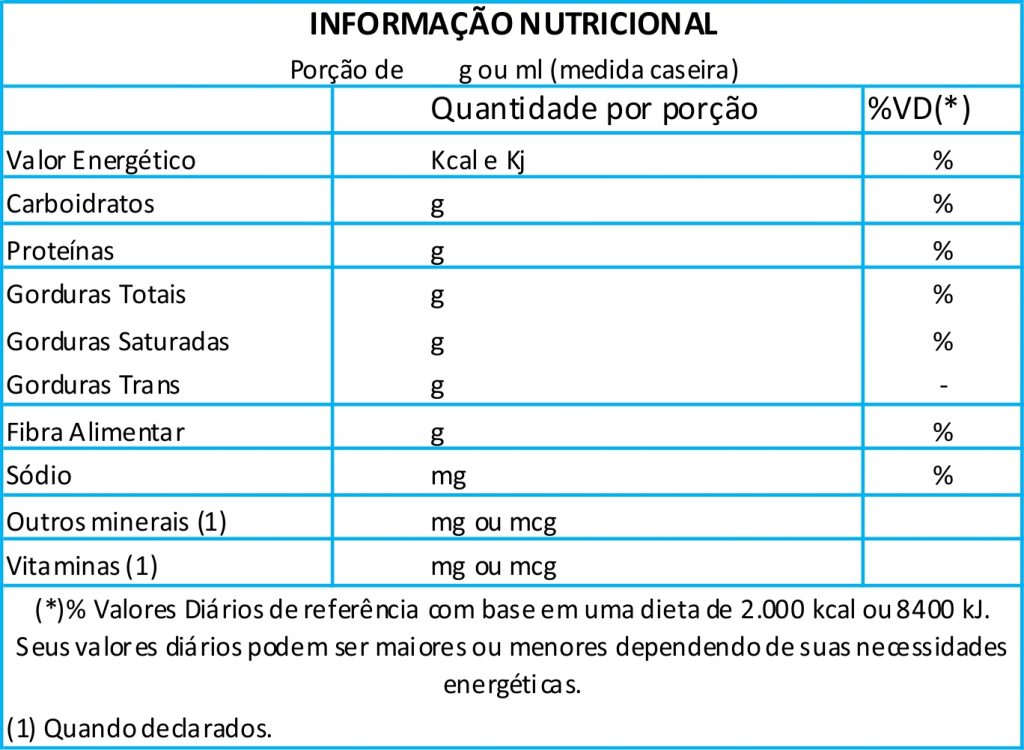 INFORMAÇÃO NUTRICIONAL
Porção de g ou ml (medida caseira)
Quantidade por porção %VD(*)
Valor Energético Kcal e Kj %
Carboidratos g %
Proteínas g %
Gorduras Totais g %
Gorduras Saturadas g %
Gorduras Trans g -
Fibra Alimentar g %
Sódio mg %
Outros minerais (1) mg ou mcg
Vitaminas (1) mg ou mcg
(*)% Valores Diários de referência com base em uma dieta de 2.000 kcal ou 8400 kJ.
Seus valores diários podem ser maiores ou menores dependendo de suas necessidades
energéticas.
(1) Quando declarados.